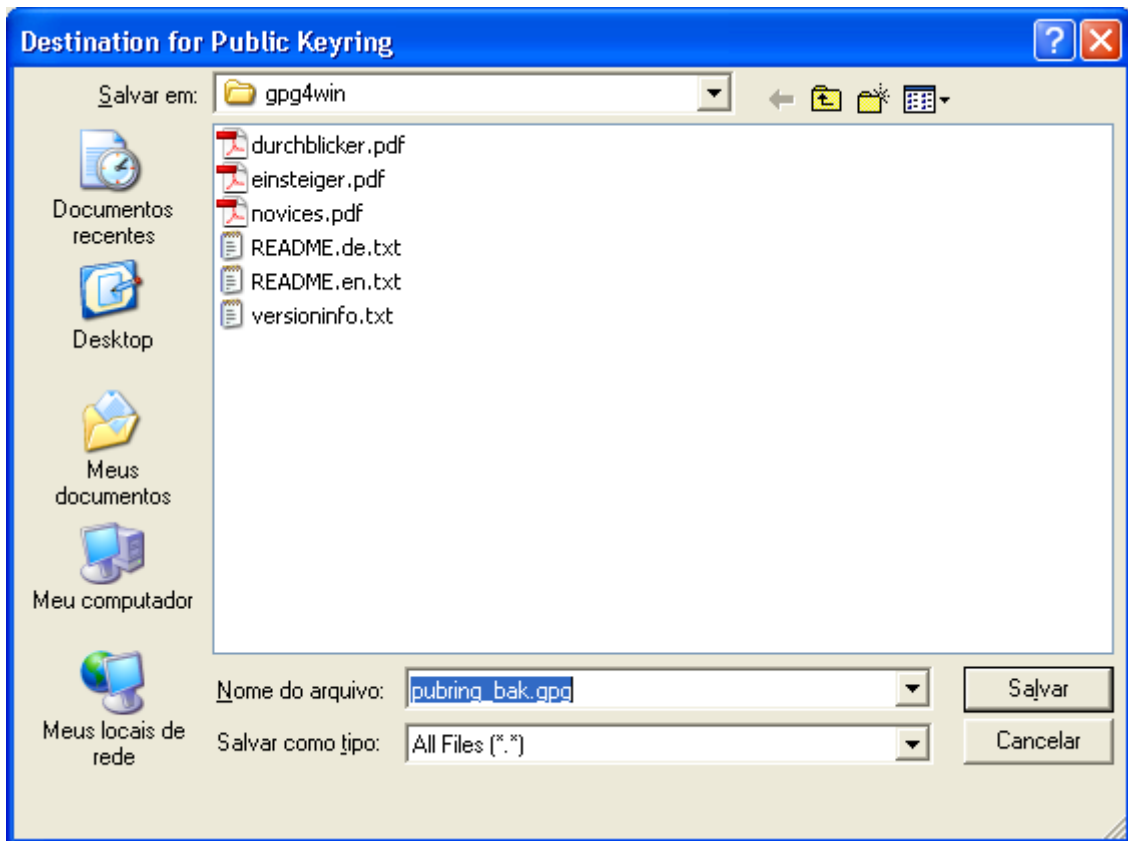 Destination for Public Keyring
Salvar em:
gpg4win
durchblicker.pdf
einsteiger.pdf
novices.pdf
README.de.txt
README.en.txt
versioninfo.txt
Documentos
recentes
Desktop
Meus
documentos
Meu computador
Meus locais de
rede
Nome do arquivo:
pubring_bak.gpg
Salvar
Salvar como tipo:
All Files (*.*)
Cancelar